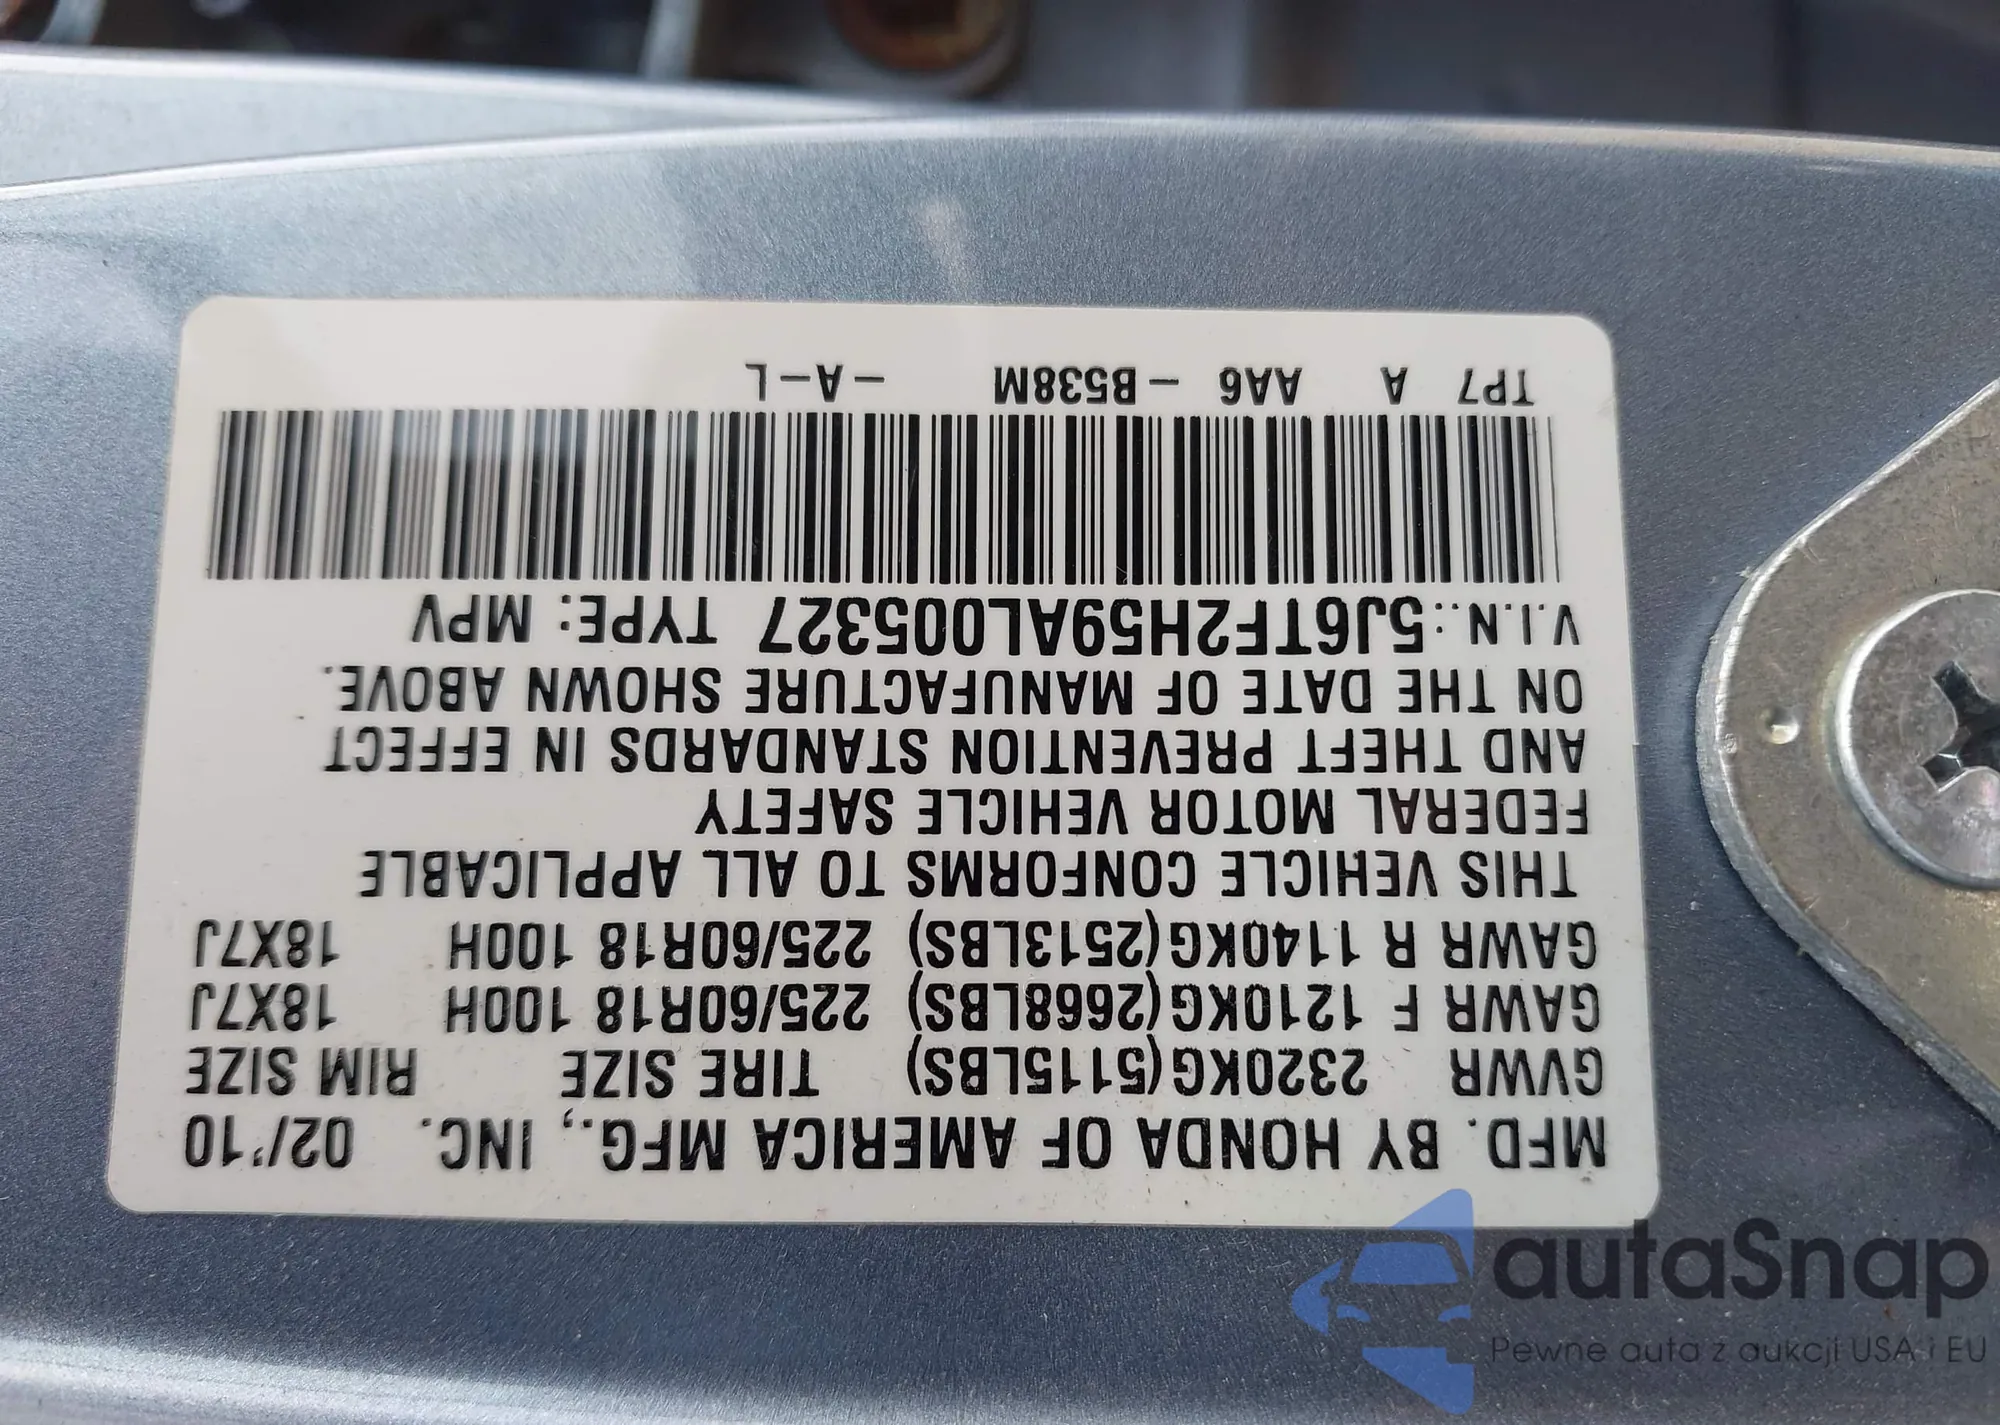 MFD. BY HONDA OF AMERICA MFG., INC. 02/'10
GVWR 2320KG(5115LBS) TIRE SIZE RIM SIZE
GAWR F 1210KG(2668LBS) 225/60R18 100H 18X7J
GAWR R 1140KG(2513LBS) 225/60R18 100H 18X7J
THIS VEHICLE CONFORMS TO ALL APPLICABLE
FEDERAL MOTOR VEHICLE SAFETY
AND THEFT PREVENTION STANDARDS IN EFFECT
ON THE DATE OF MANUFACTURE SHOWN ABOVE.
V.I.N.:5J6TF2H59AL005327 TYPE: MPV
TP7 A AA6 -B538M -A-L
autaSnap
Pewne auta z aukcji USA i EU